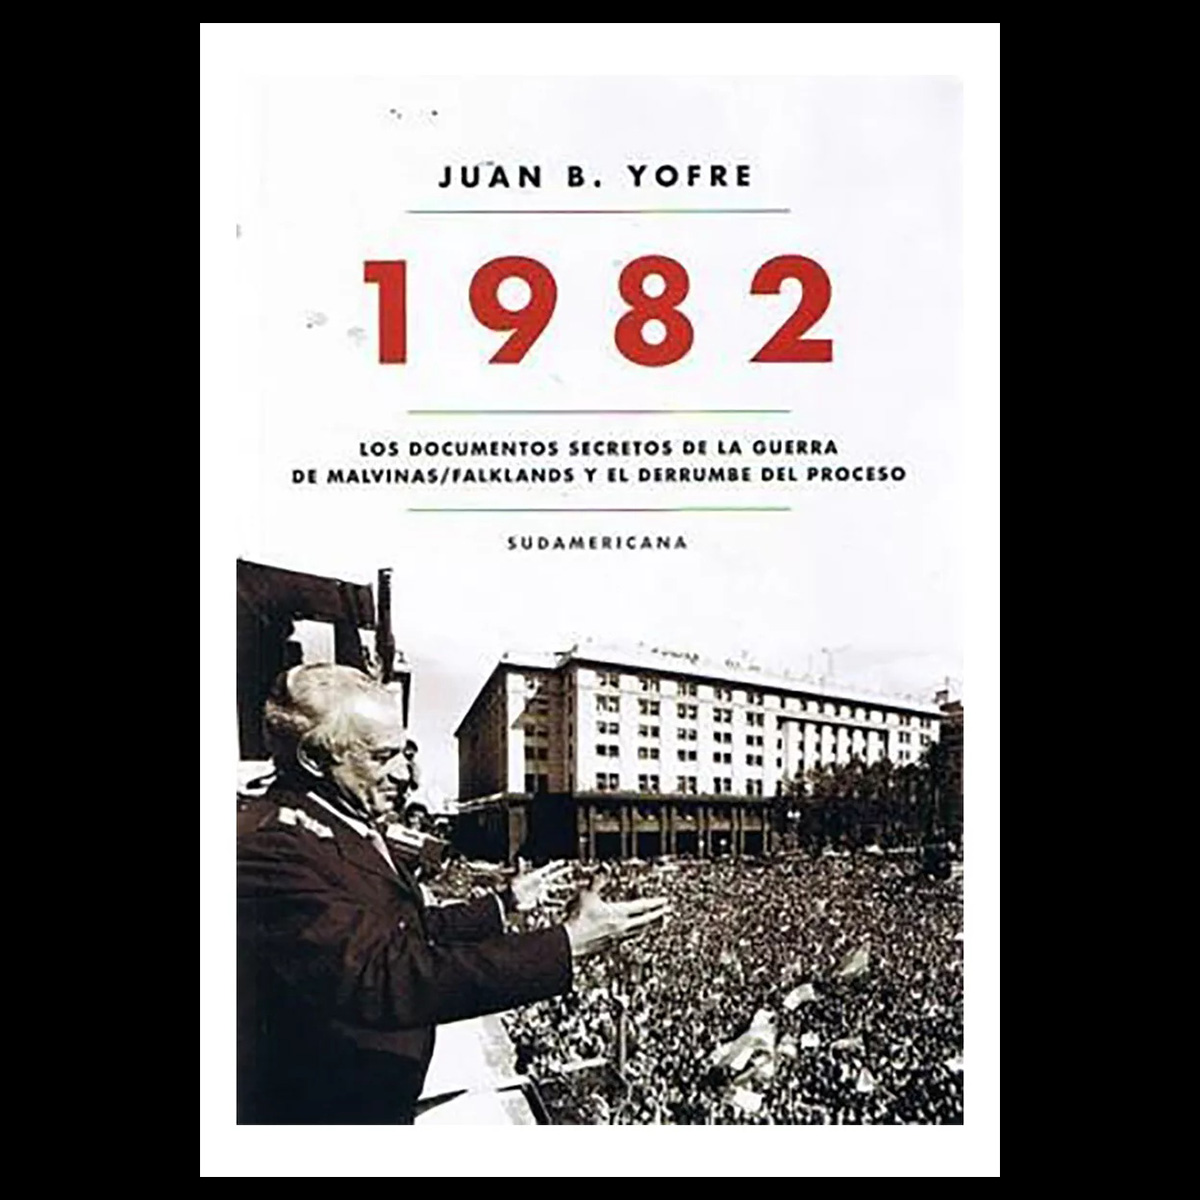 JUAN B. YOFRE
1982
LOS DOCUMENTOS SECRETOS DE LA GUERRA
DE MALVINAS/FALKLANDS Y EL DERRUMBE DEL PROCESO
SUDAMERICANA